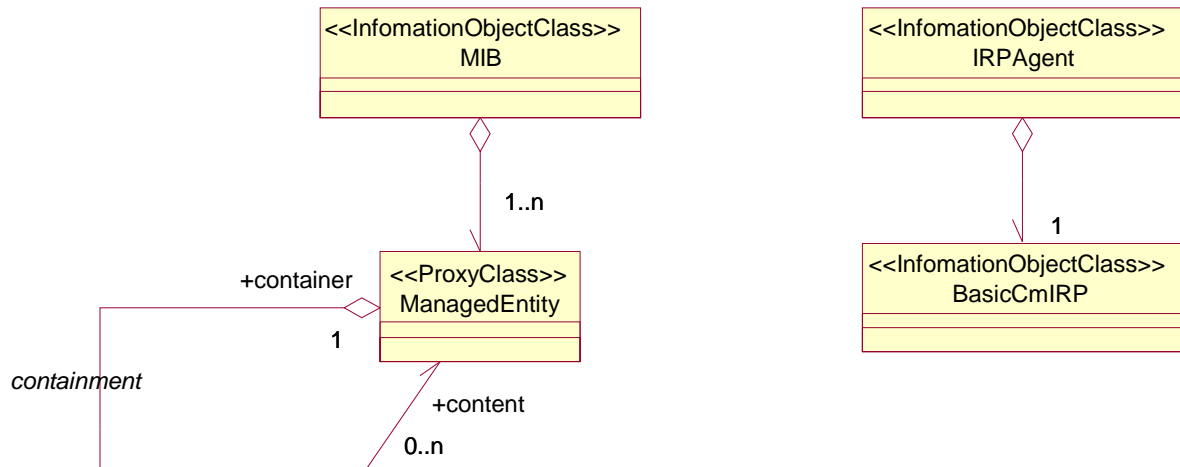 <<InfomationObjectClass>>
MIB
<<InfomationObjectClass>>
IRPAgent
1..n
1
<<ProxyClass>>
ManagedEntity
<<InfomationObjectClass>>
BasicCmIRP
+container
1
containment
+content
0..n